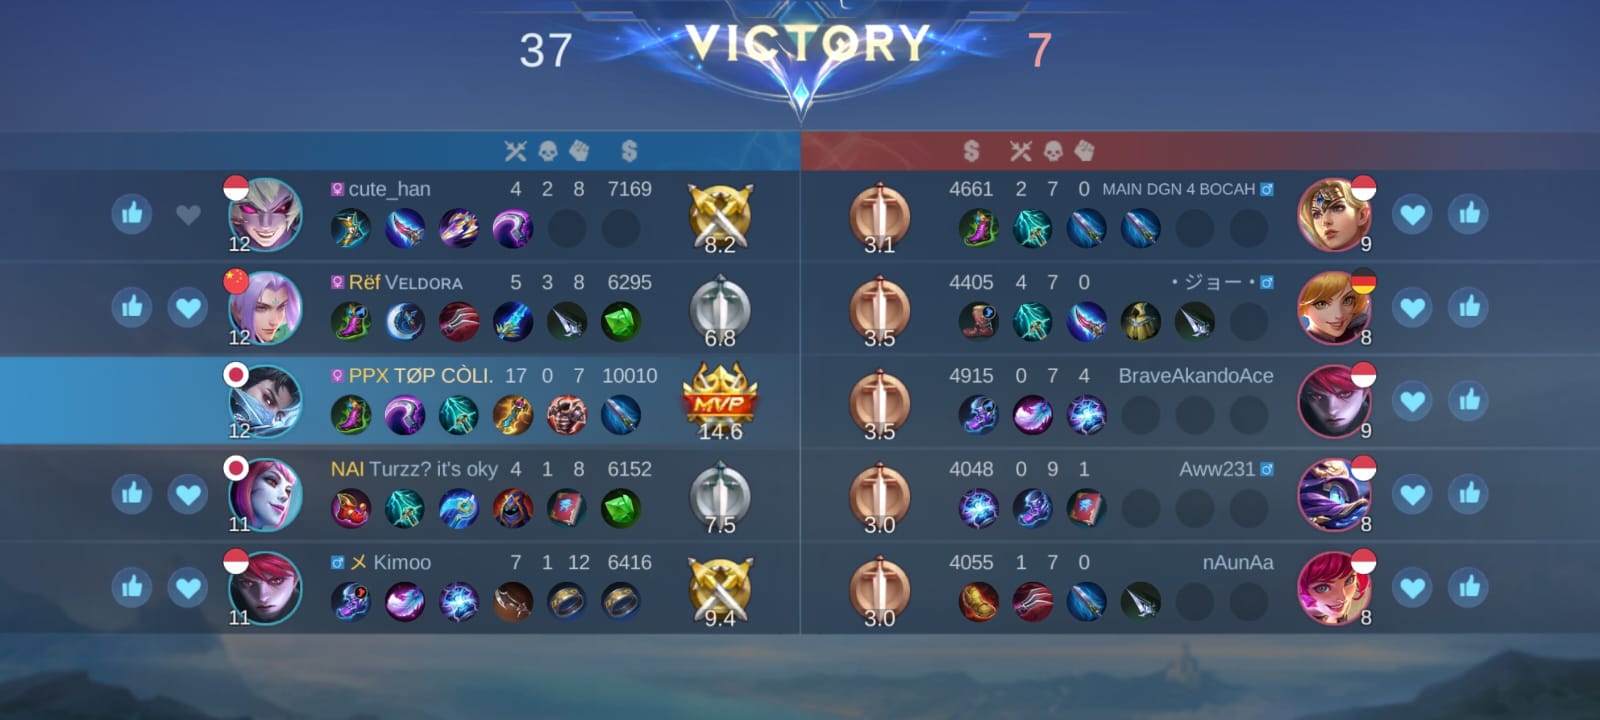 37 VICTORY 7
cute_han 4 2 8 7169
12 8.2
4661 2 7 0 MAIN DGN 4 BOCAH
3.1 9
Rëf VELDORA 5 3 8 6295
12 6.8
4405 4 7 0 • ジョー •
3.5 8
PPX TØP CÒLI. 17 0 7 10010
12 MVP 14.6
4915 0 7 4 BraveAkandoAce
3.5 9
NAI Turzz? it's oky 4 1 8 6152
11 7.5
4048 0 9 1 Aww231
3.0 8
メ Kimoo 7 1 12 6416
11 9.4
4055 1 7 0 nAunAa
3.0 8